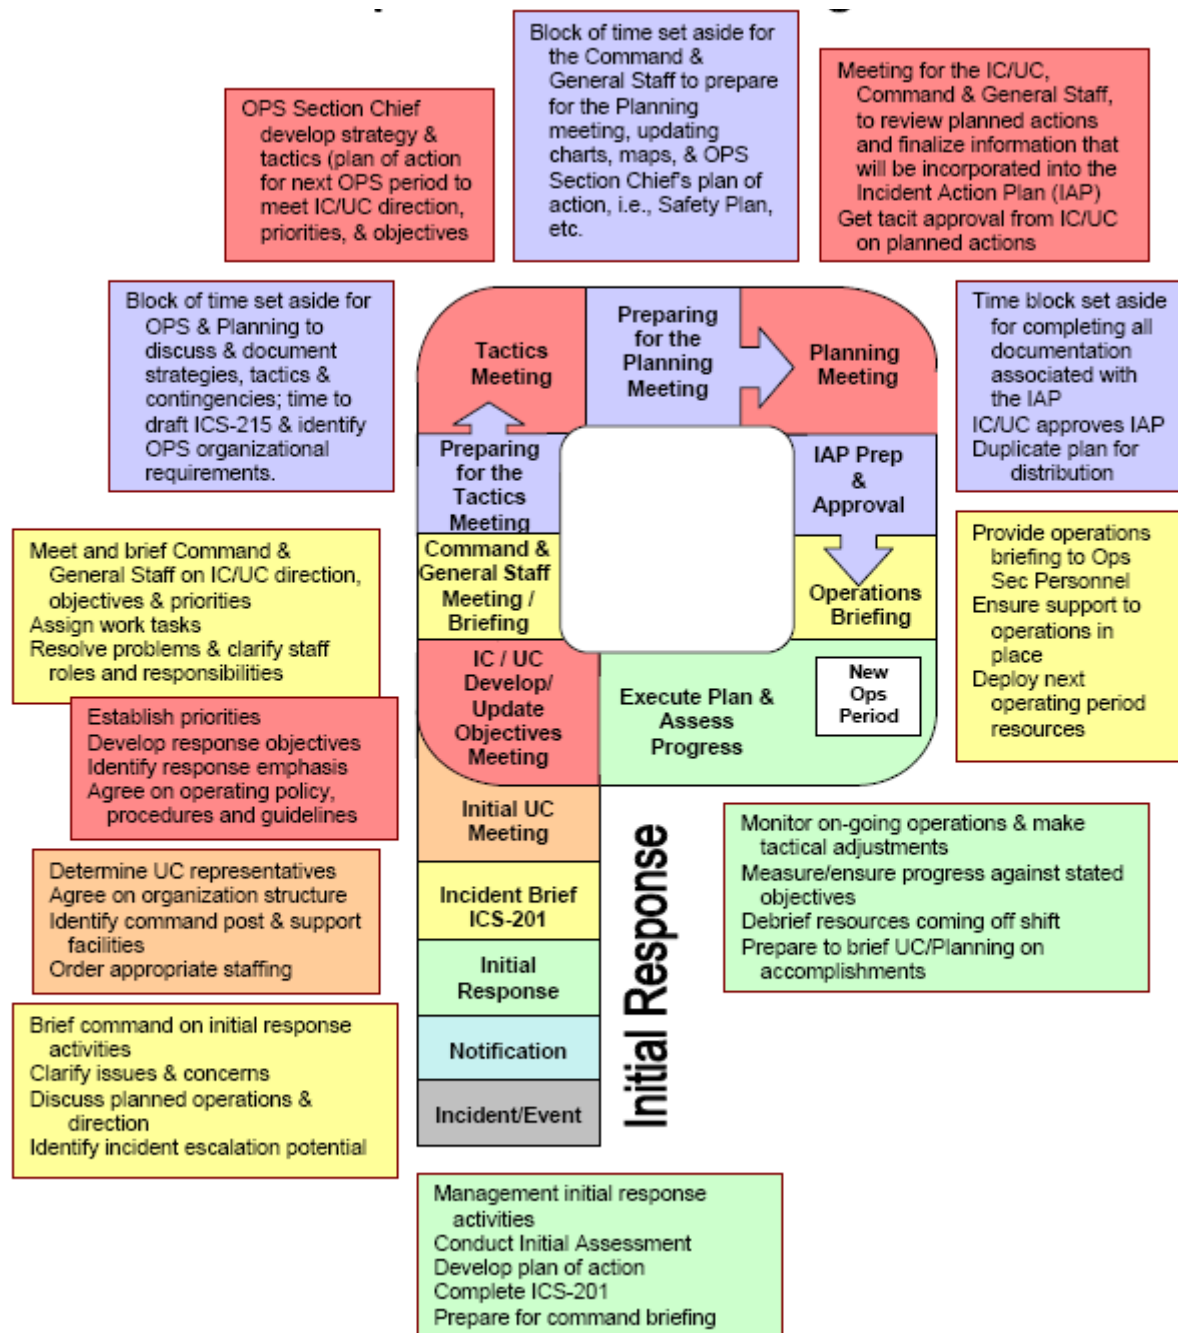 Block of time set aside for
the Command &
General Staff to prepare
for the Planning
meeting, updating
charts, maps, & OPS
Section Chief's plan of
action, i.e., Safety Plan,
etc.
Meeting for the IC/UC,
Command & General Staff,
to review planned actions
and finalize information that
will be incorporated into the
Incident Action Plan (IAP)
Get tacit approval from IC/UC
on planned actions
OPS Section Chief
develop strategy &
tactics (plan of action
for next OPS period to
meet IC/UC direction,
priorities, & objectives
Block of time set aside for
OPS & Planning to
discuss & document
strategies, tactics &
contingencies; time to
draft ICS-215 & identify
OPS organizational
requirements.
Tactics
Meeting
Preparing
for the
Planning
Meeting
Planning
Meeting
Time block set aside
for completing all
documentation
associated with
the IAP
IC/UC approves IAP
Duplicate plan for
distribution
Preparing
for the
Tactics
Meeting
IAP Prep
&
Approval
Meet and brief Command &
General Staff on IC/UC direction,
objectives & priorities
Assign work tasks
Resolve problems & clarify staff
roles and responsibilities
Command &
General Staff
Meeting /
Briefing
Operations
Briefing
Provide operations
briefing to Ops
Sec Personnel
Ensure support to
operations in
place
Deploy next
operating period
resources
Establish priorities
Develop response objectives
Identify response emphasis
Agree on operating policy,
procedures and guidelines
IC / UC
Develop/
Update
Objectives
Meeting
Execute Plan &
Assess
Progress
New
Ops
Period
Initial UC
Meeting
Determine UC representatives
Agree on organization structure
Identify command post & support
facilities
Order appropriate staffing
Incident Brief
ICS-201
Initial
Response
Notification
Incident/Event
Initial Response
Monitor on-going operations & make
tactical adjustments
Measure/ensure progress against stated
objectives
Debrief resources coming off shift
Prepare to brief UC/Planning on
accomplishments
Brief command on initial response
activities
Clarify issues & concerns
Discuss planned operations &
direction
Identify incident escalation potential
Management initial response
activities
Conduct Initial Assessment
Develop plan of action
Complete ICS-201
Prepare for command briefing